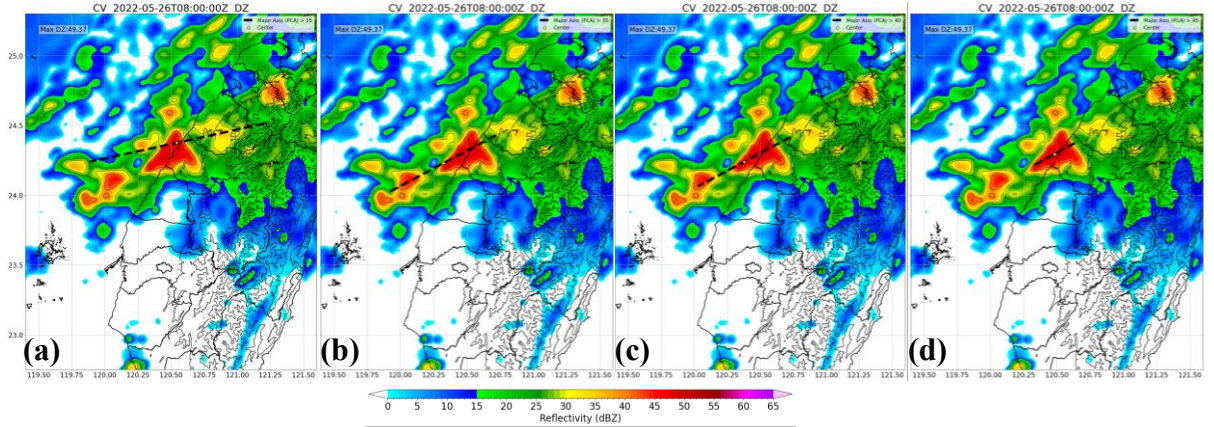 CV 2022-05-26T08:00:00Z DZ
CV 2022-05-26T08:00:00Z DZ
CV 2022-05-26T08:00:00Z DZ
CV 2022-05-26T08:00:00Z DZ
Max DZ:49.37
Major Axis (PCA) > 15
Center
Max DZ:49.37
Major Axis (PCA) > 35
Center
Max DZ:49.37
Major Axis (PCA) > 40
Center
Max DZ:49.37
Major Axis (PCA) > 45
Center
25.0
24.5
24.0
23.5
23.0
(a)
(b)
(c)
(d)
119.50 119.75 120.00 120.25 120.50 120.75 121.00 121.25 121.50
119.50 119.75 120.00 120.25 120.50 120.75 121.00 121.25 121.50
119.50 119.75 120.00 120.25 120.50 120.75 121.00 121.25 121.50
119.50 119.75 120.00 120.25 120.50 120.75 121.00 121.25 121.50
0 5 10 15 20 25 30 35 40 45 50 55 60 65
Reflectivity (dBZ)